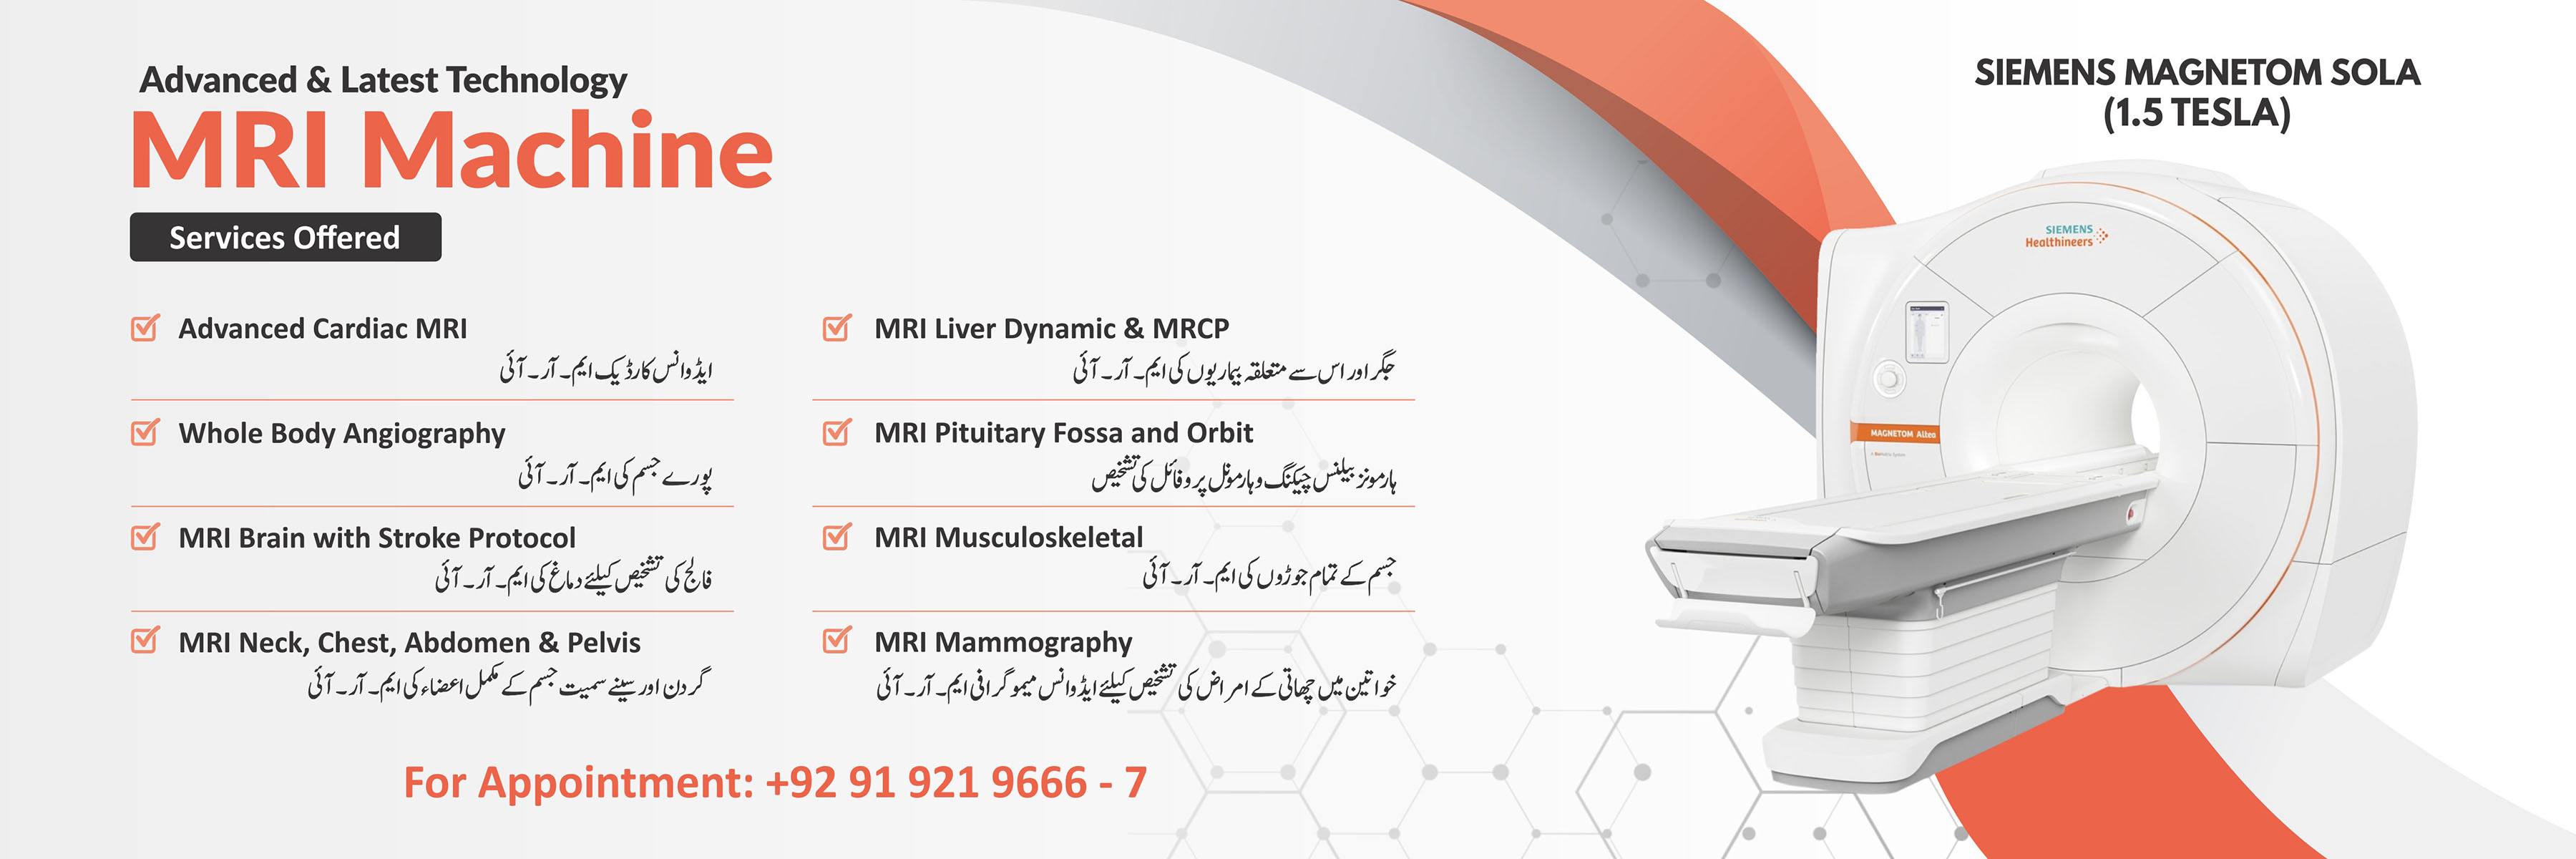 Advanced & Latest Technology
MRI Machine
Services Offered
Advanced Cardiac MRI
ایڈوانس کارڈیک ایم۔ آر۔ آئی
Whole Body Angiography
پورے جسم کی ایم۔ آر۔ آئی
MRI Brain with Stroke Protocol
فالج کی تشخیص کیلئے دماغ کی ایم۔ آر۔ آئی
MRI Neck, Chest, Abdomen & Pelvis
گردن اور سینے سمیت جسم کے مکمل اعضاء کی ایم۔ آر۔ آئی
MRI Liver Dynamic & MRCP
جگر اور اس سے متعلقہ بیماریوں کی ایم۔ آر۔ آئی
MRI Pituitary Fossa and Orbit
ہارمونز بیلنس چیکنگ و ہارمونل پروفائل کی تشخیص
MRI Musculoskeletal
جسم کے تمام جوڑوں کی ایم۔ آر۔ آئی
MRI Mammography
خواتین میں چھاتی کے امراض کی تشخیص کیلئے ایڈوانس میموگرافی ایم۔ آر۔ آئی
For Appointment: +92 91 921 9666 - 7
SIEMENS MAGNETOM SOLA
(1.5 TESLA)
SIEMENS
Healthineers
MAGNETOM Altea